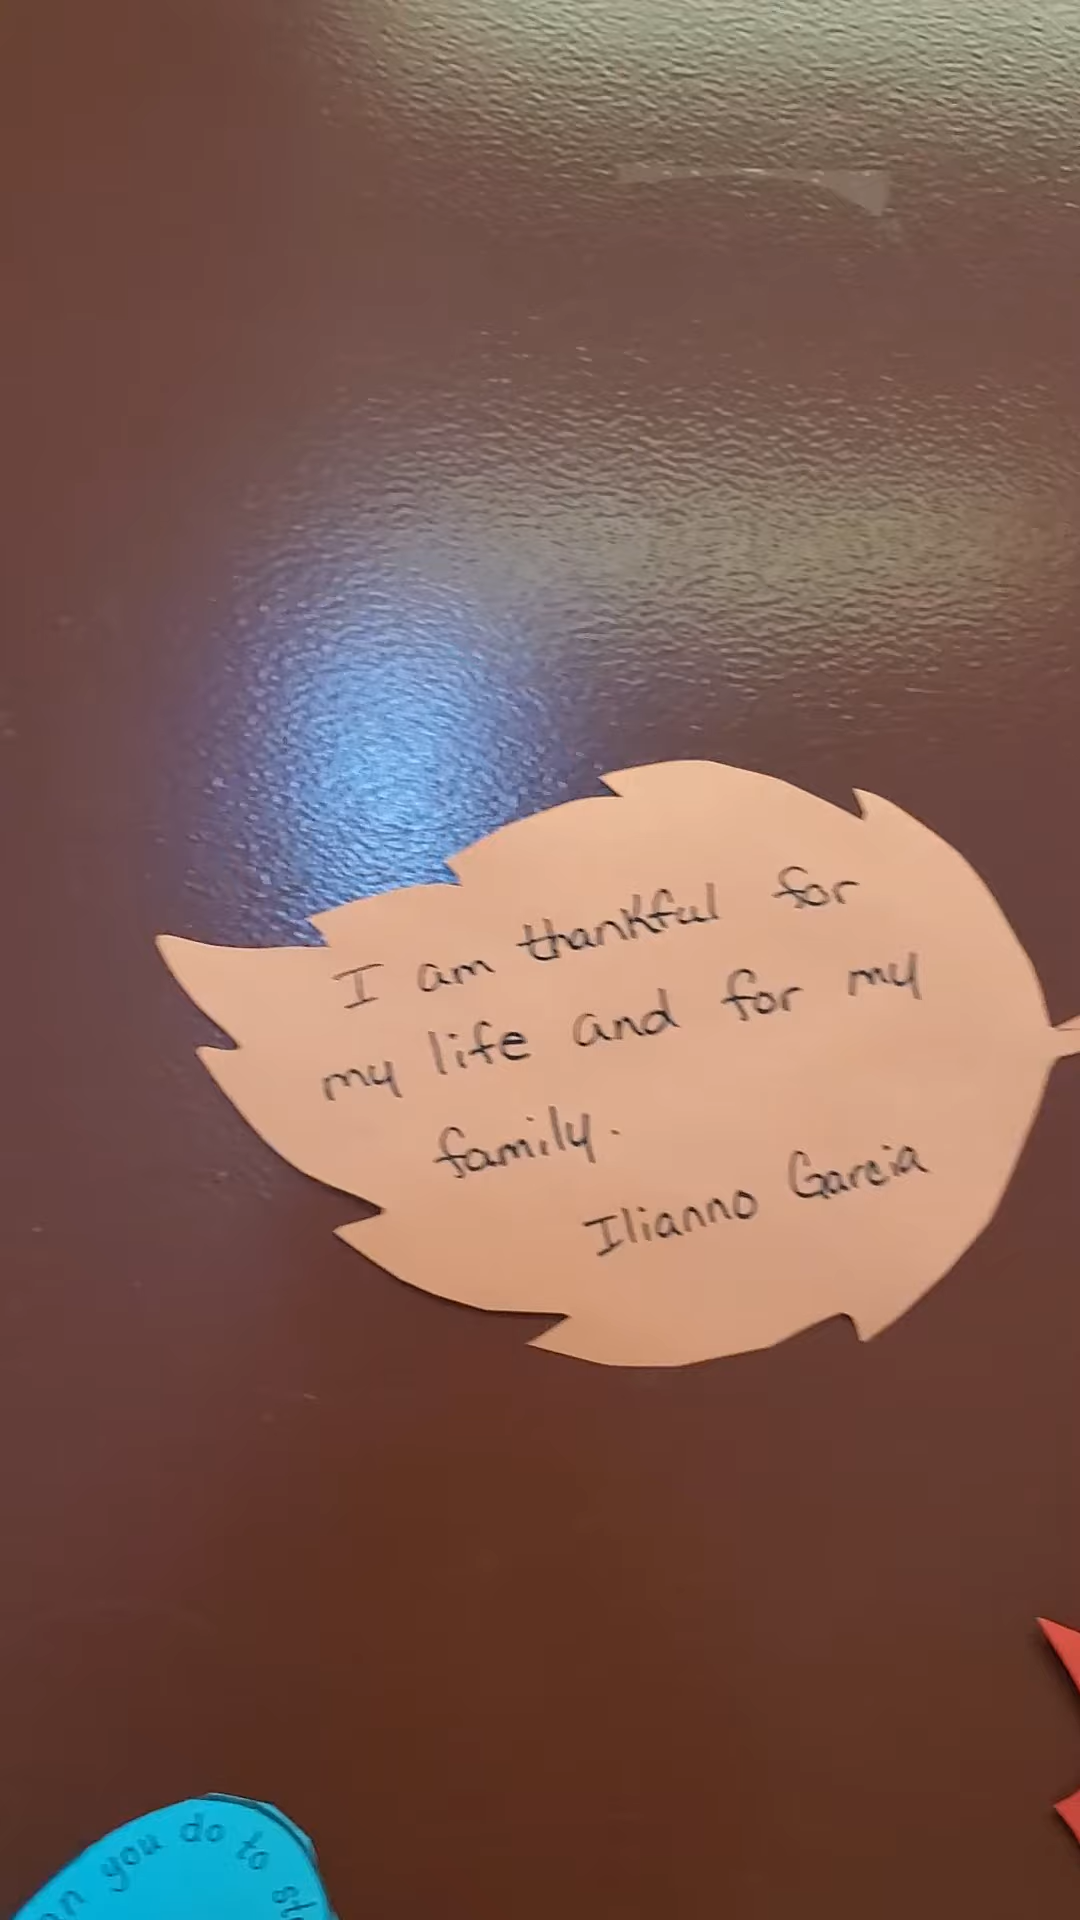 I am thankful for
my life and for my
family.
Ilianno Garcia
you do to